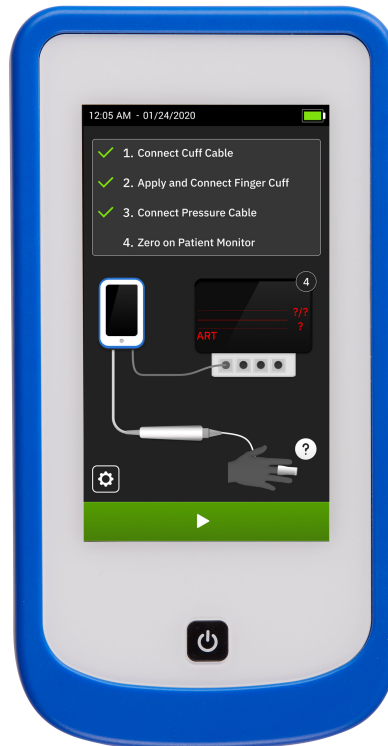 12:05 AM - 01/24/2020
1. Connect Cuff Cable
2. Apply and Connect Finger Cuff
3. Connect Pressure Cable
4. Zero on Patient Monitor
4
?/?
?
ART
?